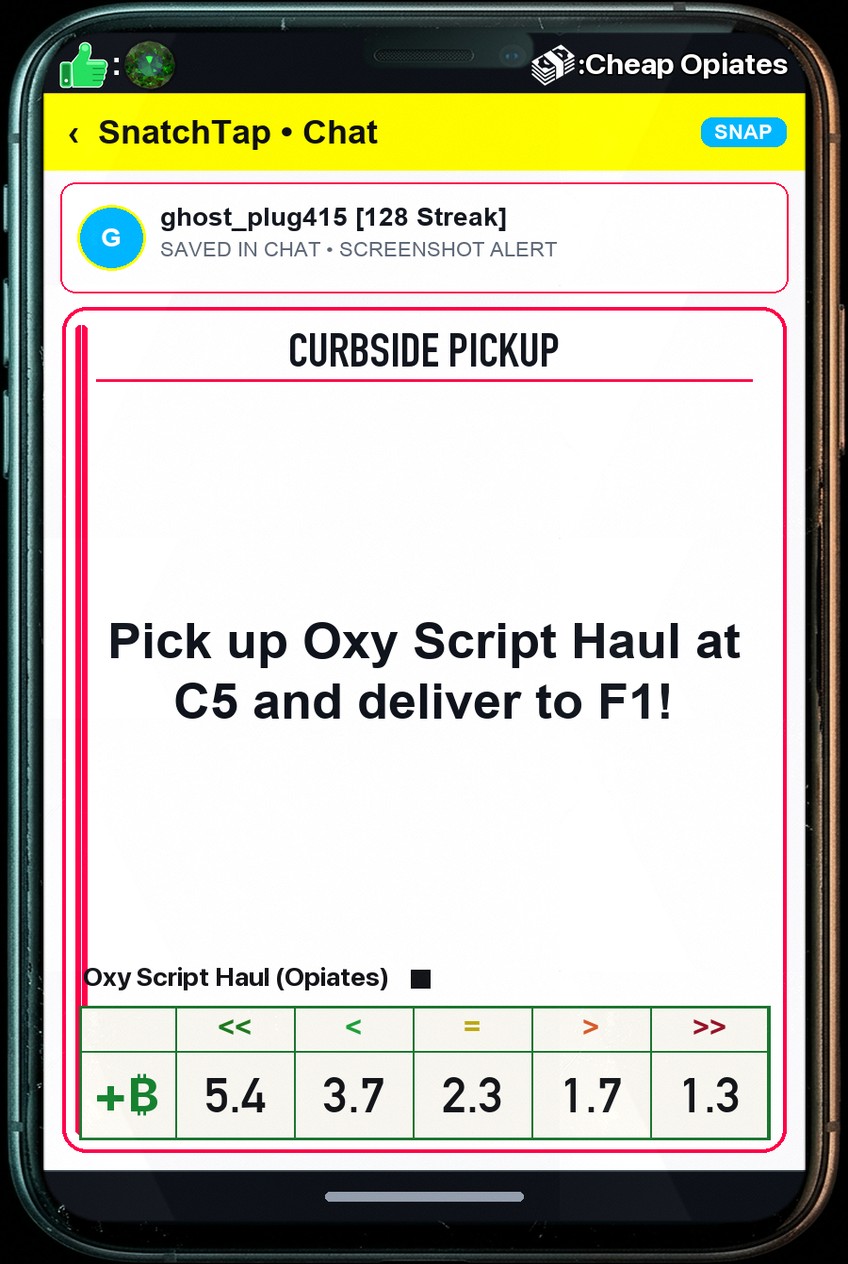 :
:Cheap Opiates
‹ SnatchTap • Chat
SNAP
G
ghost_plug415 [128 Streak]
SAVED IN CHAT • SCREENSHOT ALERT
CURBSIDE PICKUP
Pick up Oxy Script Haul at
C5 and deliver to F1!
Oxy Script Haul (Opiates) ■
<< < = > >>
+₿ 5.4 3.7 2.3 1.7 1.3